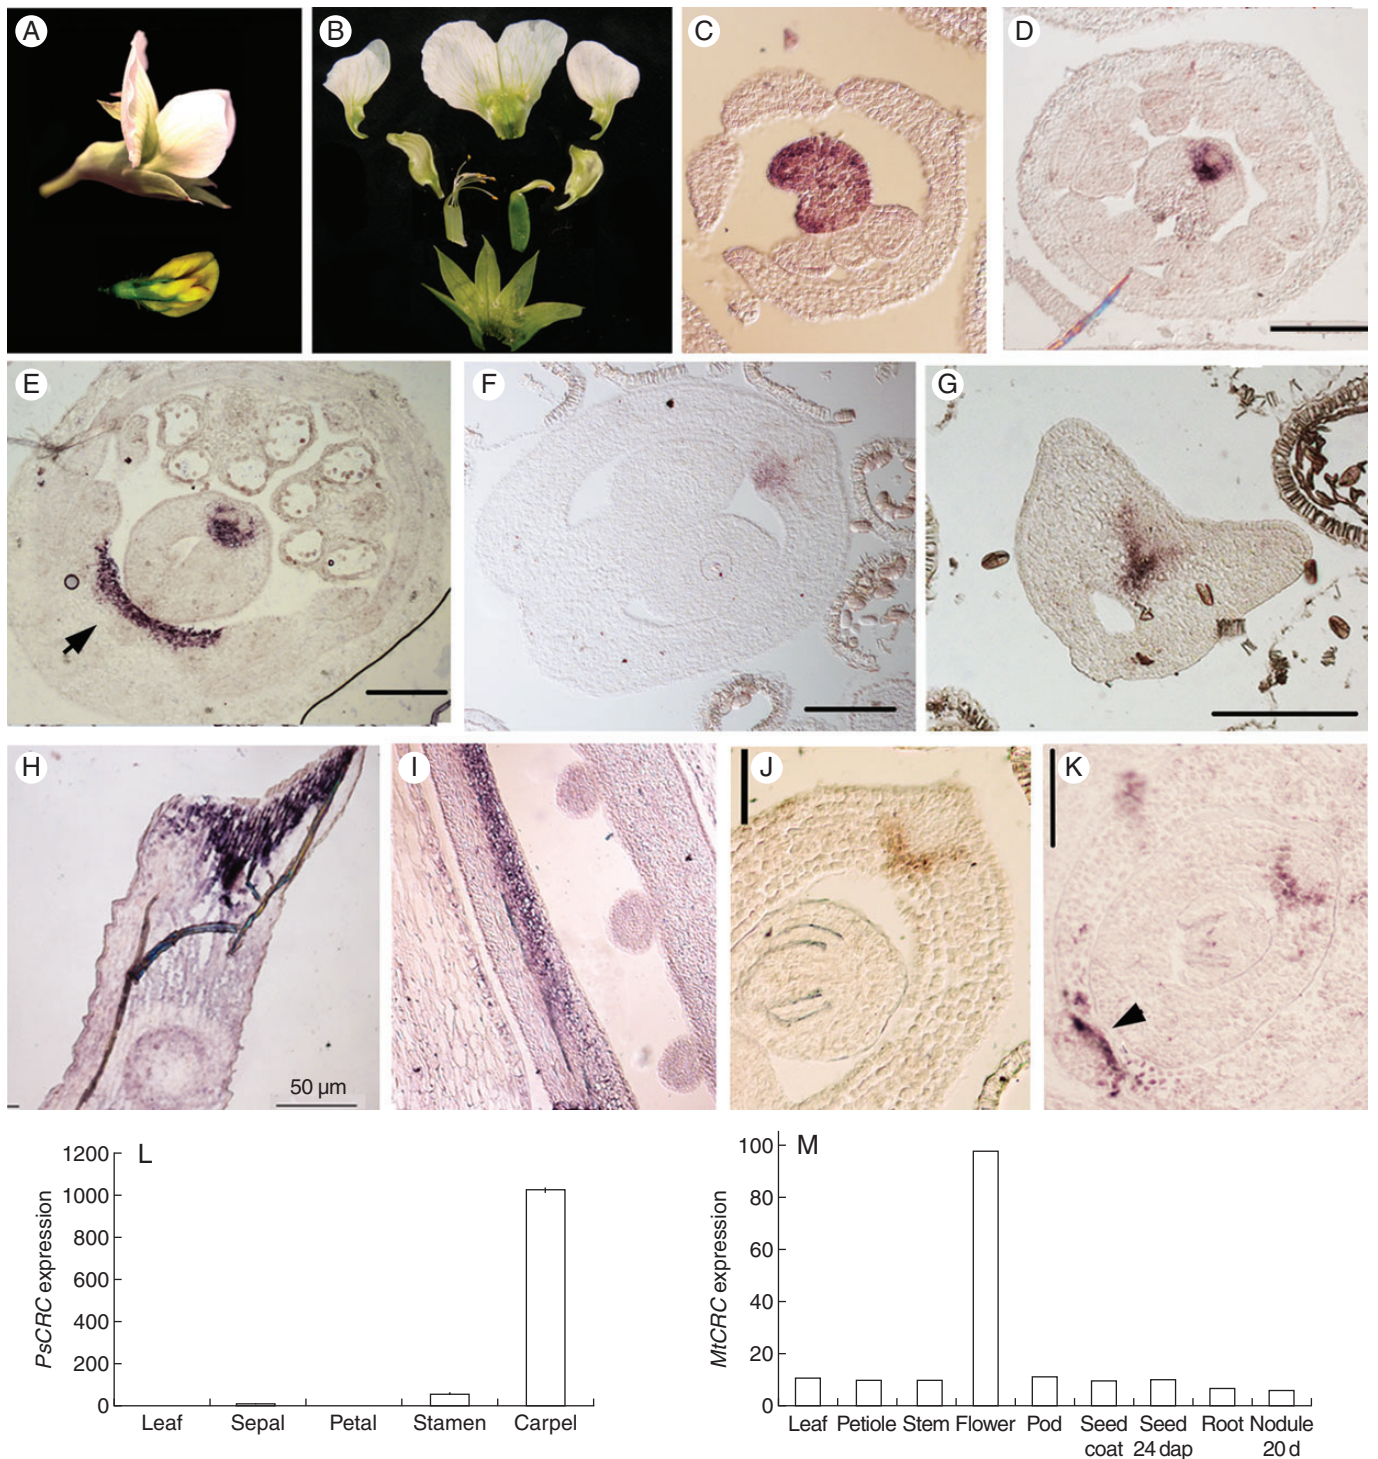 A
B
C
D
E
F
G
H
I
J
K
50 µm
L
PsCRC expression
1200
1000
800
600
400
200
0
Leaf Sepal Petal Stamen Carpel
M
MtCRC expression
100
80
60
40
20
0
Leaf Petiole Stem Flower Pod Seed Seed Root Nodule
coat 24 dap 20 d